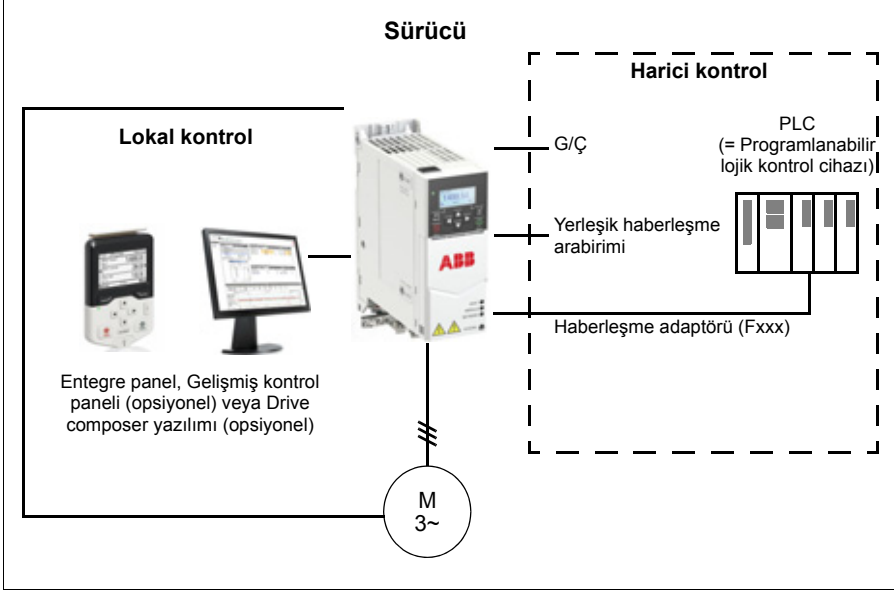 Sürücü
Harici kontrol
Lokal kontrol
G/Ç
PLC
(= Programlanabilir
lojik kontrol cihazı)
Yerleşik haberleşme
arabirimi
ABB
Haberleşme adaptörü (Fxxx)
Entegre panel, Gelişmiş kontrol
paneli (opsiyonel) veya Drive
composer yazılımı (opsiyonel)
M
3~